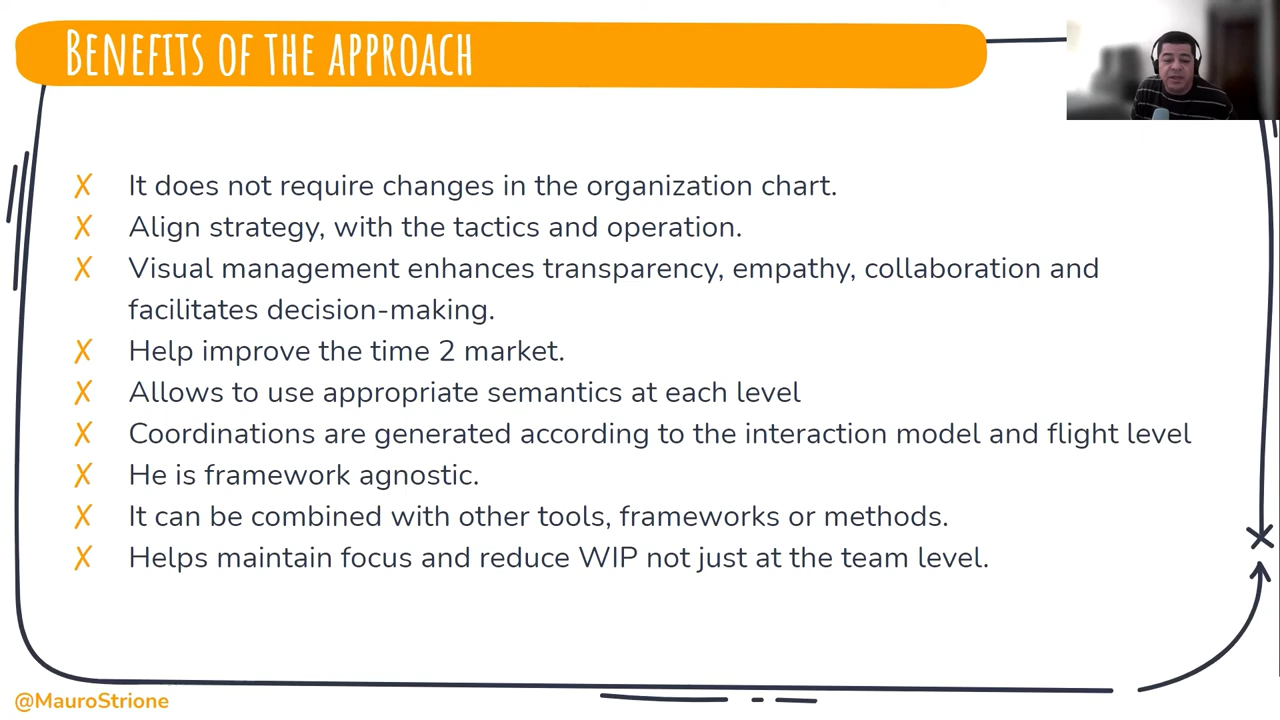 BENEFITS OF THE APPROACH
✗ It does not require changes in the organization chart.
✗ Align strategy, with the tactics and operation.
✗ Visual management enhances transparency, empathy, collaboration and
facilitates decision-making.
✗ Help improve the time 2 market.
✗ Allows to use appropriate semantics at each level
✗ Coordinations are generated according to the interaction model and flight level
✗ He is framework agnostic.
✗ It can be combined with other tools, frameworks or methods.
✗ Helps maintain focus and reduce WIP not just at the team level.
@MauroStrione